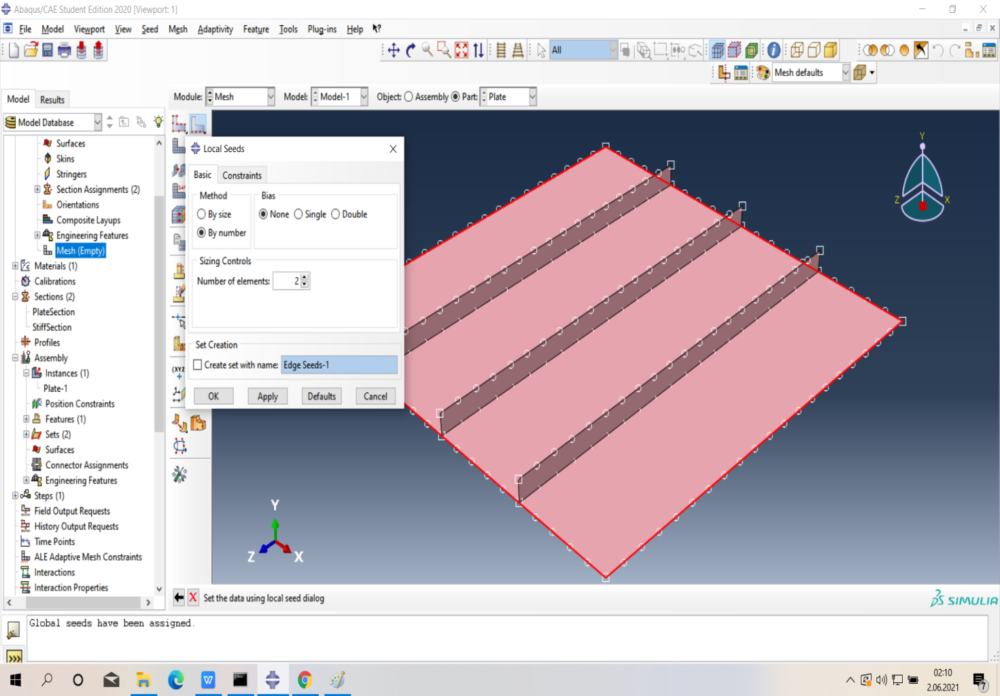 Abaqus/CAE Student Edition 2020 [Viewport: 1]
File Model Viewport View Seed Mesh Adaptivity Feature Tools Plug-ins Help
All
Mesh defaults
Model Results
Module: Mesh Model: Model-1 Object: Assembly Part: Plate
Model Database
Surfaces
Skins
Stringers
Section Assignments (2)
Orientations
Composite Layups
Engineering Features
Mesh (Empty)
Materials (1)
Calibrations
Sections (2)
PlateSection
StiffSection
Profiles
Assembly
Instances (1)
Plate-1
Position Constraints
Features (1)
Sets (2)
Surfaces
Connector Assignments
Engineering Features
Steps (1)
Field Output Requests
History Output Requests
Time Points
ALE Adaptive Mesh Constraints
Interactions
Interaction Properties
Local Seeds
Basic Constraints
Method Bias
By size None Single Double
By number
Sizing Controls
Number of elements: 2
Set Creation
Create set with name: Edge Seeds-1
OK Apply Defaults Cancel
(XYZ
Y
Z X
Y
Z X
Set the data using local seed dialog
SIMULIA
Global seeds have been assigned.
>>>
W
02:10
2.06.2021
7